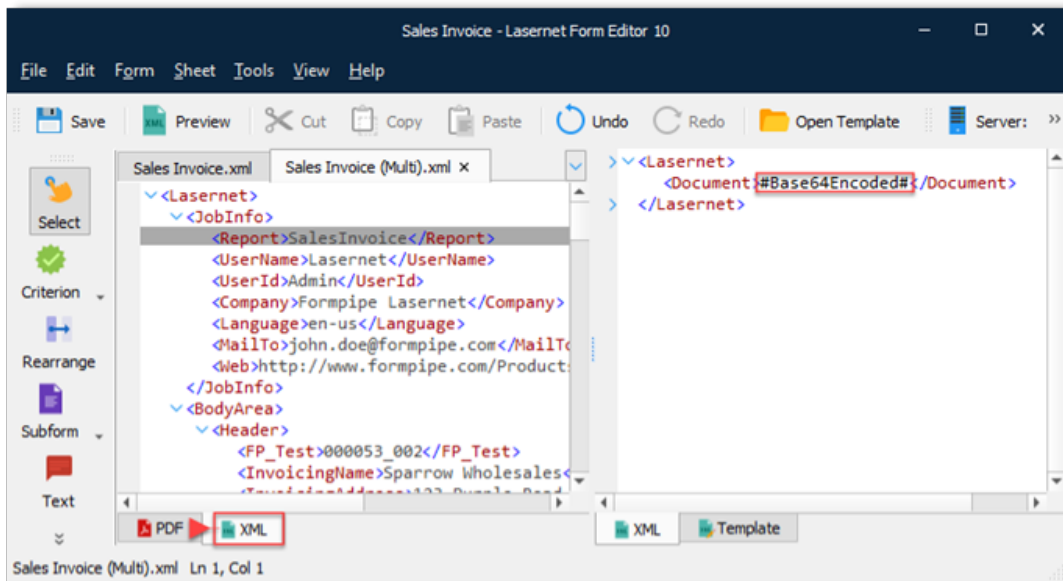 Sales Invoice - Lasernet Form Editor 10
File Edit Form Sheet Tools View Help
Save Preview Cut Copy Paste Undo Redo Open Template Server: »
Select
Criterion
Rearrange
Subform
Text
Sales Invoice.xml Sales Invoice (Multi).xml ×
<Lasernet>
<JobInfo>
<Report>SalesInvoice</Report>
<UserName>Lasernet</UserName>
<UserId>Admin</UserId>
<Company>Formpipe Lasernet</Company>
<Language>en-us</Language>
<MailTo>john.doe@formpipe.com</MailTo
<Web>http://www.formpipe.com/Product
</JobInfo>
<BodyArea>
<Header>
<FP_Test>000053_002</FP_Test>
<InvoicingName>Sparrow Wholesales<
PDF XML
<Lasernet>
<Document>#Base64Encoded#</Document>
</Lasernet>
XML Template
Sales Invoice (Multi).xml Ln 1, Col 1